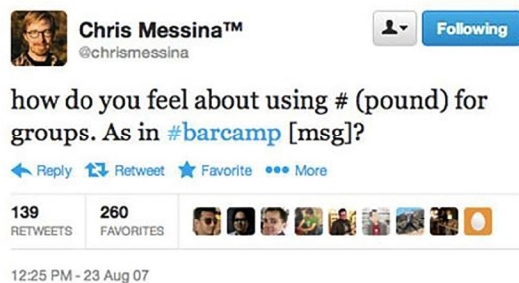 Chris Messina™
@chrismessina
Following
how do you feel about using # (pound) for
groups. As in #barcamp [msg]?
Reply Retweet Favorite More
139 260
RETWEETS FAVORITES
12:25 PM - 23 Aug 07